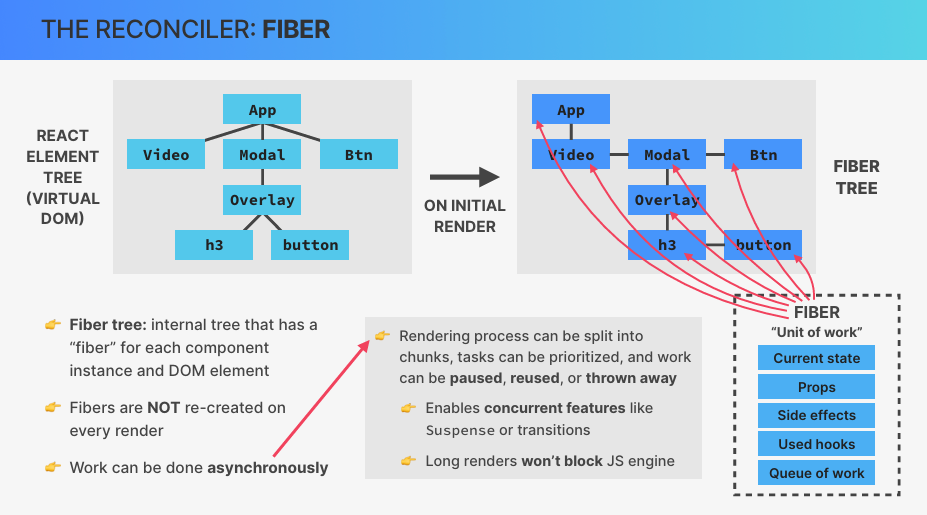 THE RECONCILER: FIBER
REACT
ELEMENT
TREE
(VIRTUAL
DOM)
App
Video Modal Btn
Overlay
h3 button
ON INITIAL
RENDER
App
Video Modal Btn
Overlay
h3 button
FIBER
TREE
👉 Fiber tree: internal tree that has a
“fiber” for each component
instance and DOM element
👉 Fibers are NOT re-created on
every render
👉 Work can be done asynchronously
👉 Rendering process can be split into
chunks, tasks can be prioritized, and work
can be paused, reused, or thrown away
👉 Enables concurrent features like
Suspense or transitions
👉 Long renders won’t block JS engine
FIBER
“Unit of work”
Current state
Props
Side effects
Used hooks
Queue of work